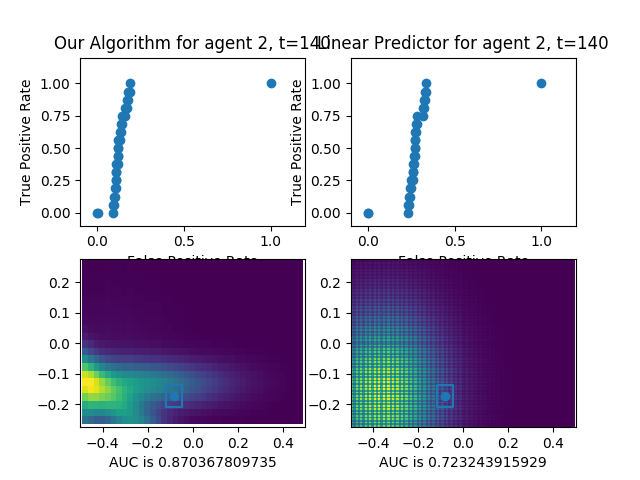 Our Algorithm for agent 2, t=140
Linear Predictor for agent 2, t=140
True Positive Rate
1.00
0.75
0.50
0.25
0.00
0.0 0.5 1.0
False Positive Rate
True Positive Rate
1.00
0.75
0.50
0.25
0.00
0.0 0.5 1.0
False Positive Rate
0.2
0.1
0.0
−0.1
−0.2
−0.4 −0.2 0.0 0.2 0.4
AUC is 0.870367809735
0.2
0.1
0.0
−0.1
−0.2
−0.4 −0.2 0.0 0.2 0.4
AUC is 0.723243915929